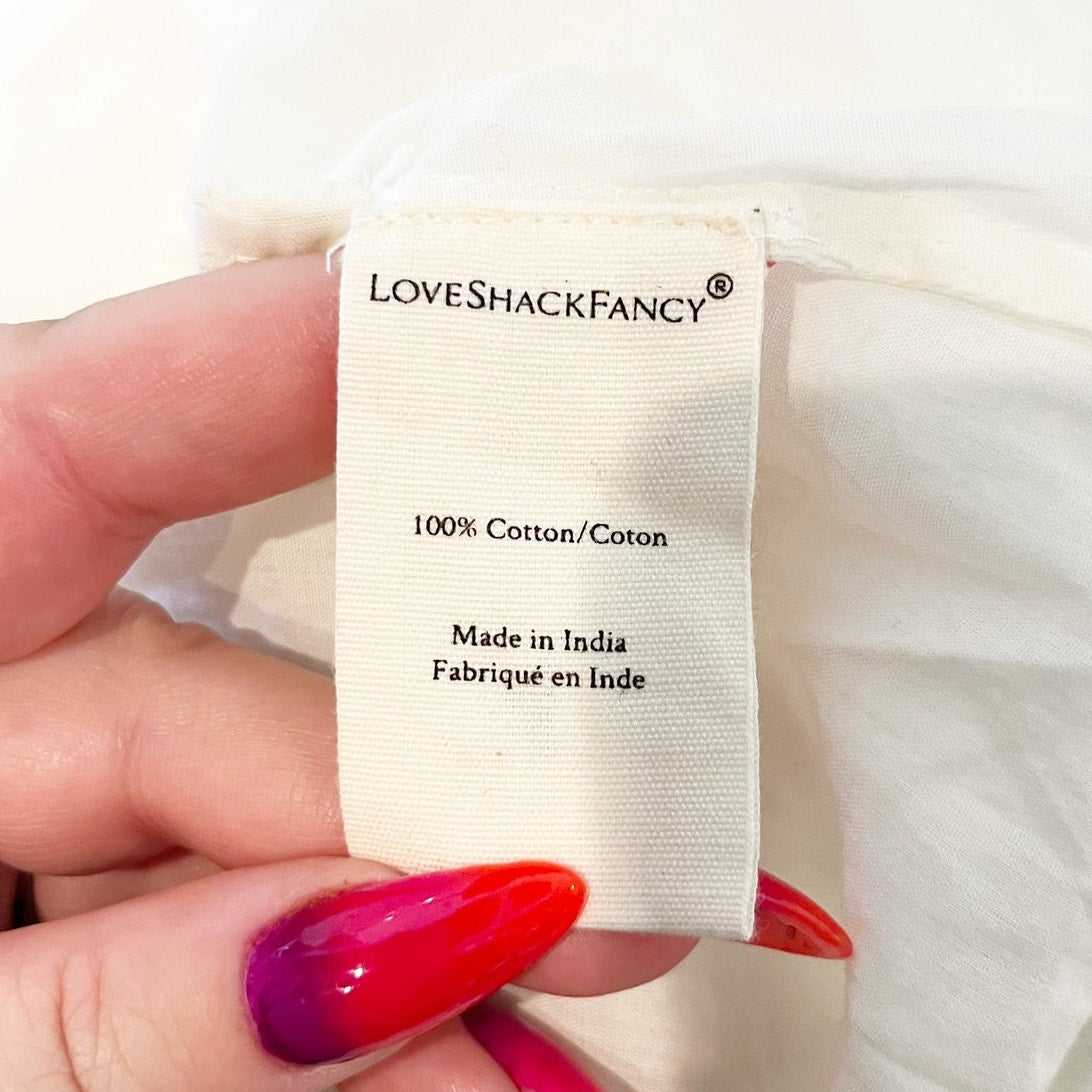 LOVESHACKFANCY®
100% Cotton/Coton
Made in India
Fabriqué en Inde